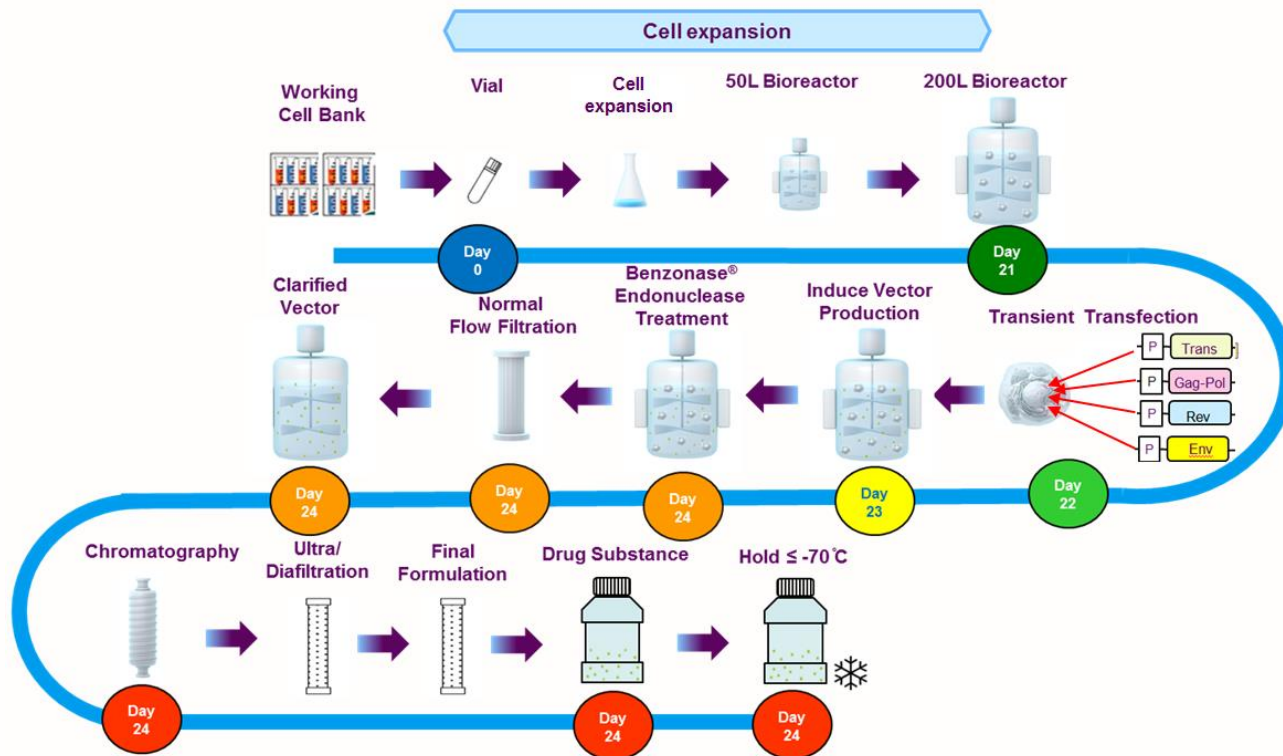 Cell expansion
Working
Cell Bank
Vial
Cell
expansion
50L Bioreactor
200L Bioreactor
Day
0
Day
21
Clarified
Vector
Normal
Flow Filtration
Benzonase®
Endonuclease
Treatment
Induce Vector
Production
Transient Transfection
P
Trans
P
Gag-Pol
P
Rev
P
Env
Day
24
Day
24
Day
24
Day
23
Day
22
Chromatography
Ultra/
Diafiltration
Final
Formulation
Drug Substance
Hold ≤ -70°C
Day
24
Day
24
Day
24